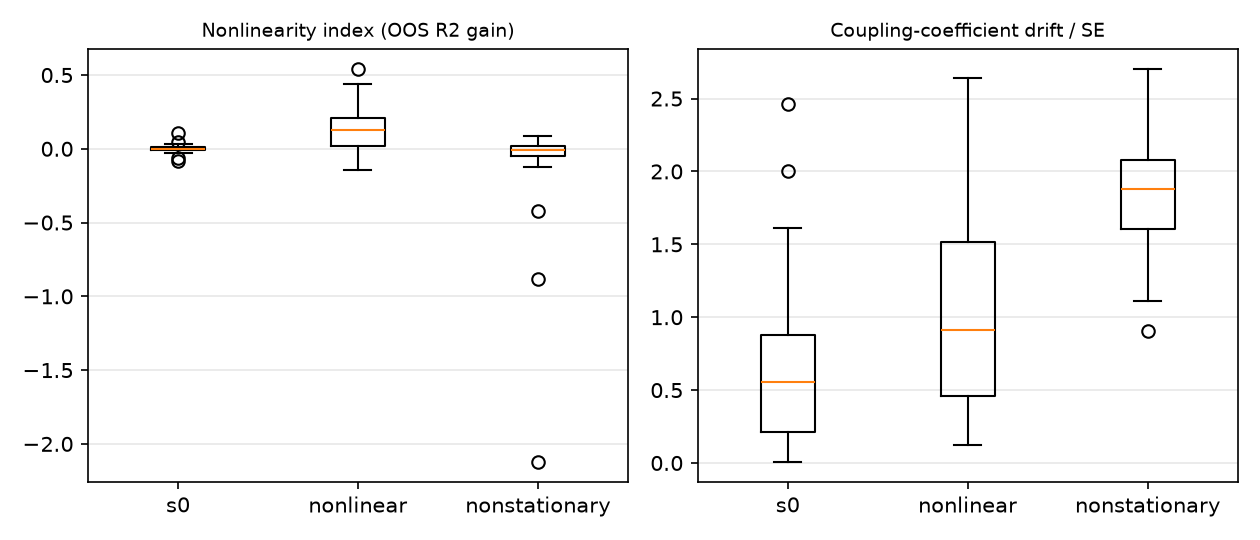 Nonlinearity index (OOS R2 gain)
0.5
0.0
−0.5
−1.0
−1.5
−2.0
s0
nonlinear
nonstationary
Coupling-coefficient drift / SE
2.5
2.0
1.5
1.0
0.5
0.0
s0
nonlinear
nonstationary